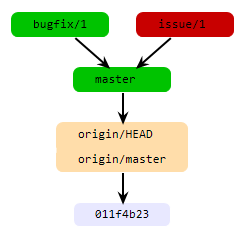 bugfix/1
issue/1
master
origin/HEAD
origin/master
011f4b23